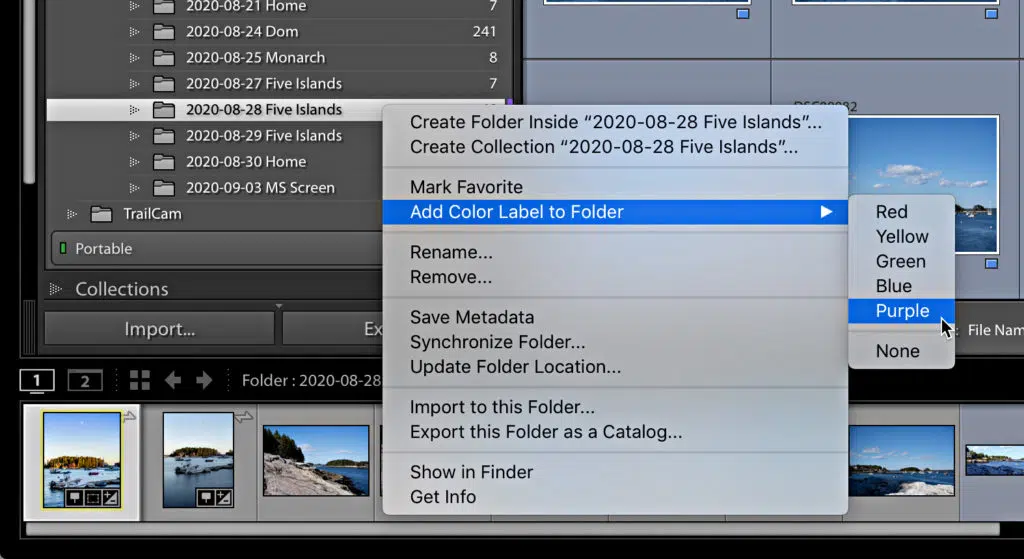 2020-08-21 Home 7
2020-08-24 Dom 241
2020-08-25 Monarch 8
2020-08-27 Five Islands 7
2020-08-28 Five Islands
2020-08-29 Five Islands
2020-08-30 Home
2020-09-03 MS Screen
TrailCam
Portable
Collections
Import...
Ex
Create Folder Inside “2020-08-28 Five Islands”...
Create Collection “2020-08-28 Five Islands”...
Mark Favorite
Add Color Label to Folder
Rename...
Remove...
Save Metadata
Synchronize Folder...
Update Folder Location...
Import to this Folder...
Export this Folder as a Catalog...
Show in Finder
Get Info
Red
Yellow
Green
Blue
Purple
None
File Nam
1 2 Folder : 2020-08-28